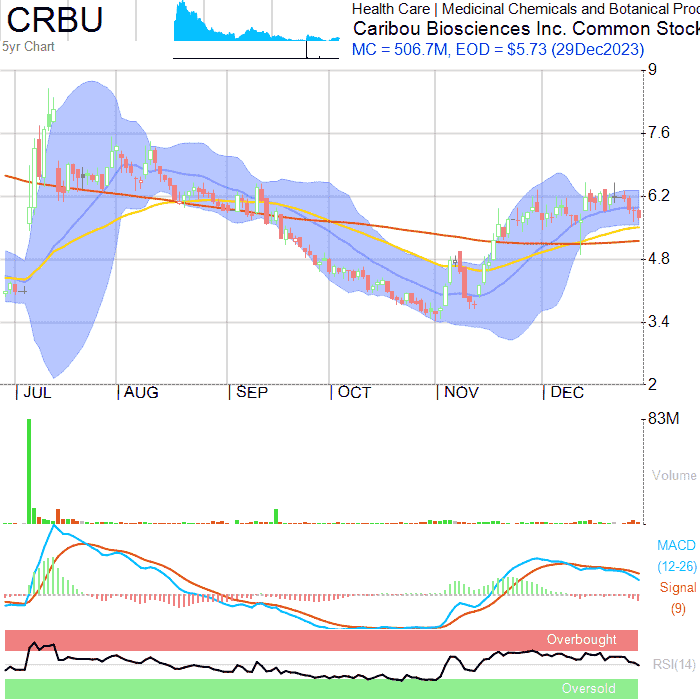 CRBU
5yr Chart
Health Care | Medicinal Chemicals and Botanical Proc
Caribou Biosciences Inc. Common Stock
MC = 506.7M, EOD = $5.73 (29Dec2023)
9
7.6
6.2
4.8
3.4
2
JUL AUG SEP OCT NOV DEC
83M
Volume
MACD
(12-26)
Signal
(9)
Overbought
RSI(14)
Oversold